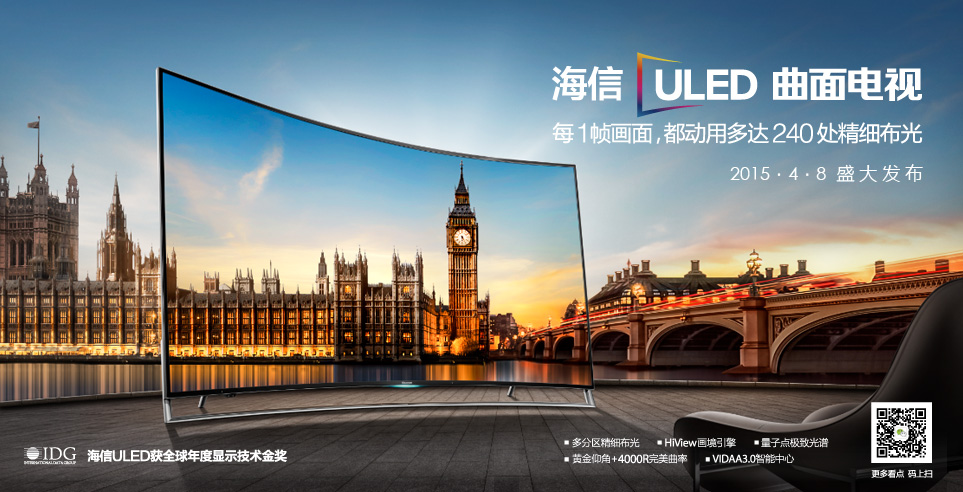 海信 ULED 曲面电视
每1帧画面,都动用多达240处精细布光
2015·4·8 盛大发布
■ 多分区精细布光 ■ HiView画境引擎 ■ 量子点极致光谱
■ 黄金仰角+4000R完美曲率 ■ VIDAA3.0智能中心
IDG
INTERNATIONAL DATA GROUP
海信ULED获全球年度显示技术金奖
更多看点 码上扫